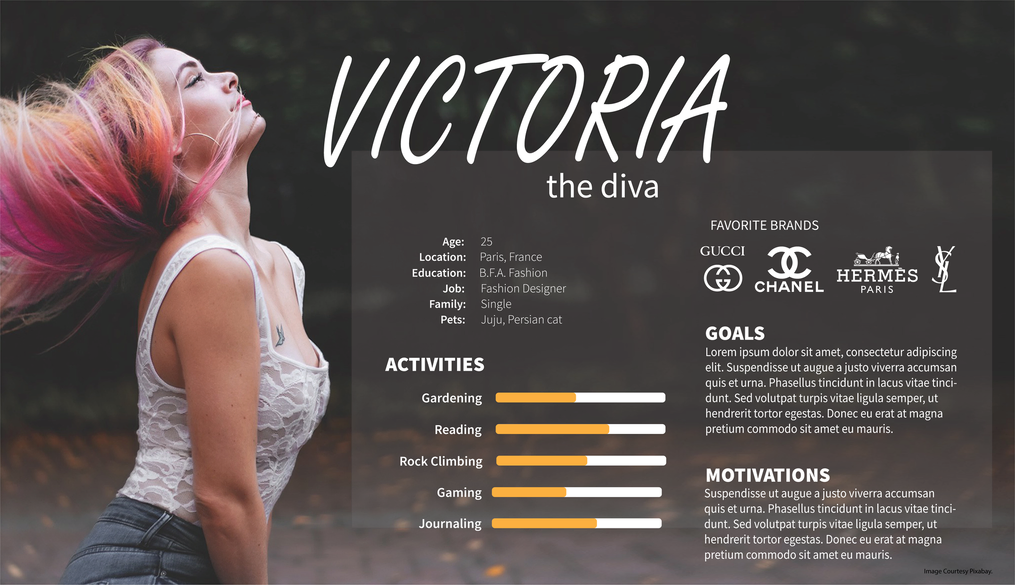 VICTORIA
the diva
Age: 25
Location: Paris, France
Education: B.F.A. Fashion
Job: Fashion Designer
Family: Single
Pets: Juju, Persian cat
ACTIVITIES
Gardening
Reading
Rock Climbing
Gaming
Journaling
FAVORITE BRANDS
GUCCI
CHANEL
HERMÈS
PARIS
YSL
GOALS
Lorem ipsum dolor sit amet, consectetur adipiscing
elit. Suspendisse ut augue a justo viverra accumsan
quis et urna. Phasellus tincidunt in lacus vitae tinci-
dunt. Sed volutpat turpis vitae ligula semper, ut
hendrerit tortor egestas. Donec eu erat at magna
pretium commodo sit amet eu mauris.
MOTIVATIONS
Suspendisse ut augue a justo viverra accumsan
quis et urna. Phasellus tincidunt in lacus vitae tinci-
dunt. Sed volutpat turpis vitae ligula semper, ut
hendrerit tortor egestas. Donec eu erat at magna
pretium commodo sit amet eu mauris.
Image Courtesy Pixabay.